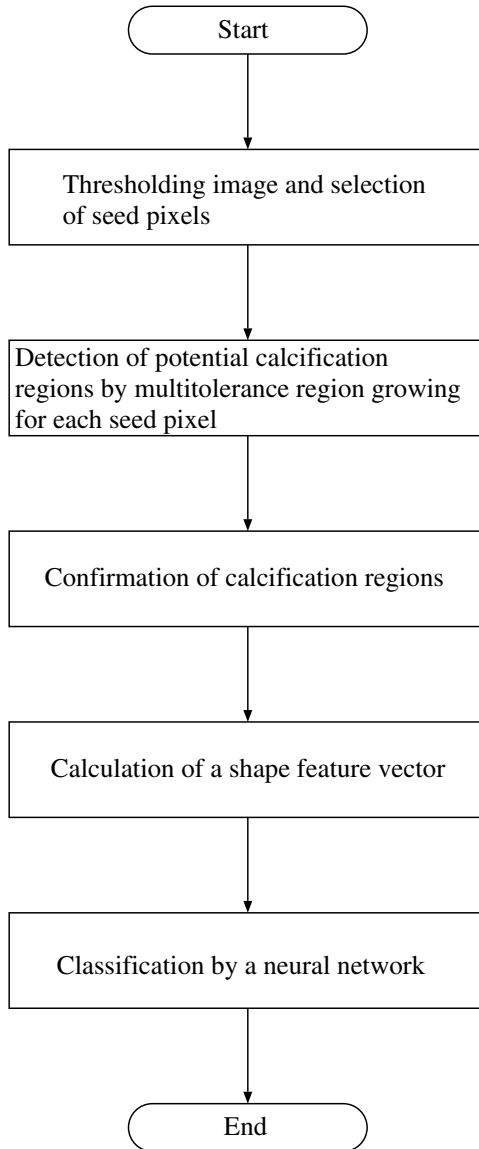 Start
Thresholding image and selection
of seed pixels
Detection of potential calcification
regions by multitolerance region growing
for each seed pixel
Confirmation of calcification regions
Calculation of a shape feature vector
Classification by a neural network
End